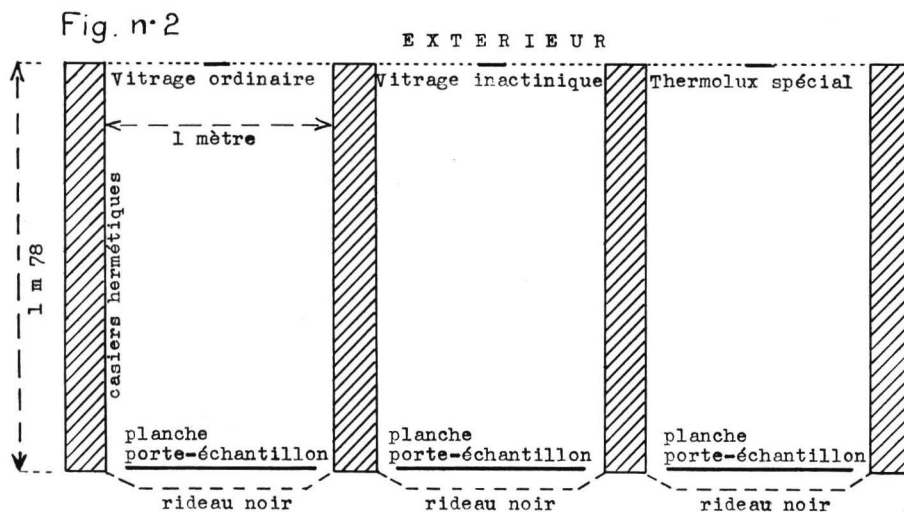 Fig. n°2
EXTERIEUR
Vitrage ordinaire
Vitrage inactinique
Thermolux spécial
1 mètre
1 m 78
casiers hermétiques
planche
porte-échantillon
planche
porte-échantillon
planche
porte-échantillon
rideau noir
rideau noir
rideau noir